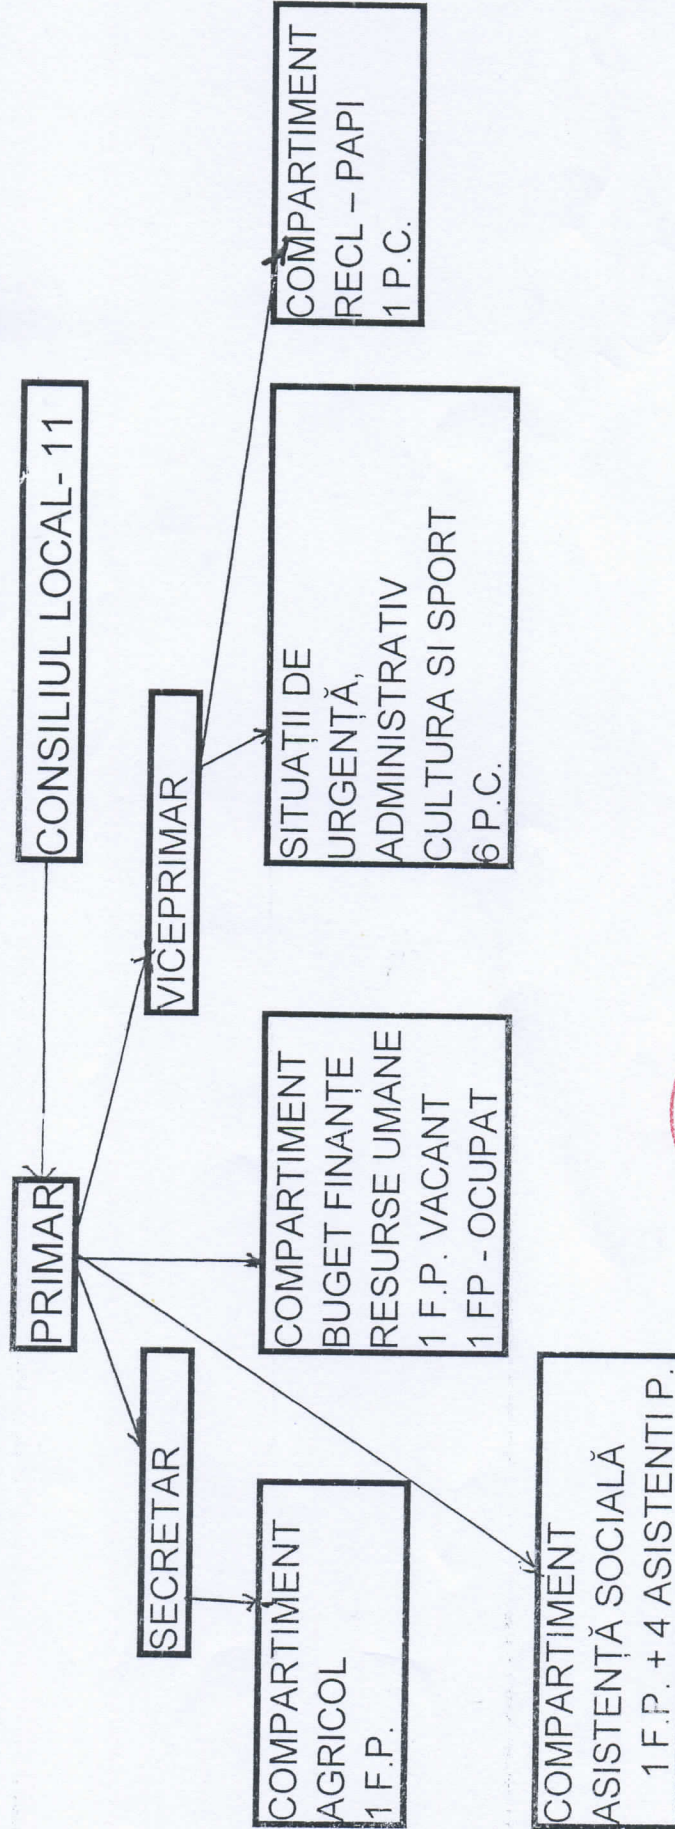 CONSILIUL LOCAL- 11
PRIMAR
VICEPRIMAR
SECRETAR
COMPARTIMENT
AGRICOL
1 F.P.
COMPARTIMENT
BUGET FINANȚE
RESURSE UMANE
1 F.P. VACANT
1 FP - OCUPAT
SITUAȚII DE
URGENȚĂ,
ADMINISTRATIV
CULTURA SI SPORT
6 P.C.
COMPARTIMENT
RECL – PAPI
1 P.C.
COMPARTIMENT
ASISTENȚĂ SOCIALĂ
1 F.P. + 4 ASISTENTI P.